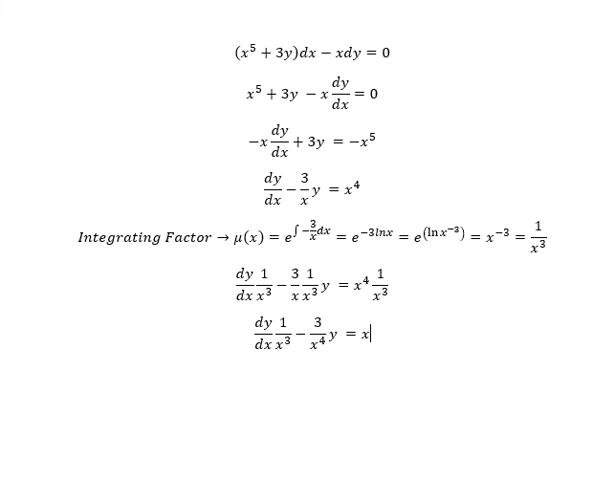 (x⁵ + 3y)dx − xdy = 0
x⁵ + 3y − x dy/dx = 0
−x dy/dx + 3y = −x⁵
dy/dx − 3/x y = x⁴
Integrating Factor → μ(x) = e^(∫ −3/x dx) = e^(−3lnx) = e^(lnx⁻³) = x⁻³ = 1/x³
dy/dx 1/x³ − 3/x 1/x³ y = x⁴ 1/x³
dy/dx 1/x³ − 3/x⁴ y = x